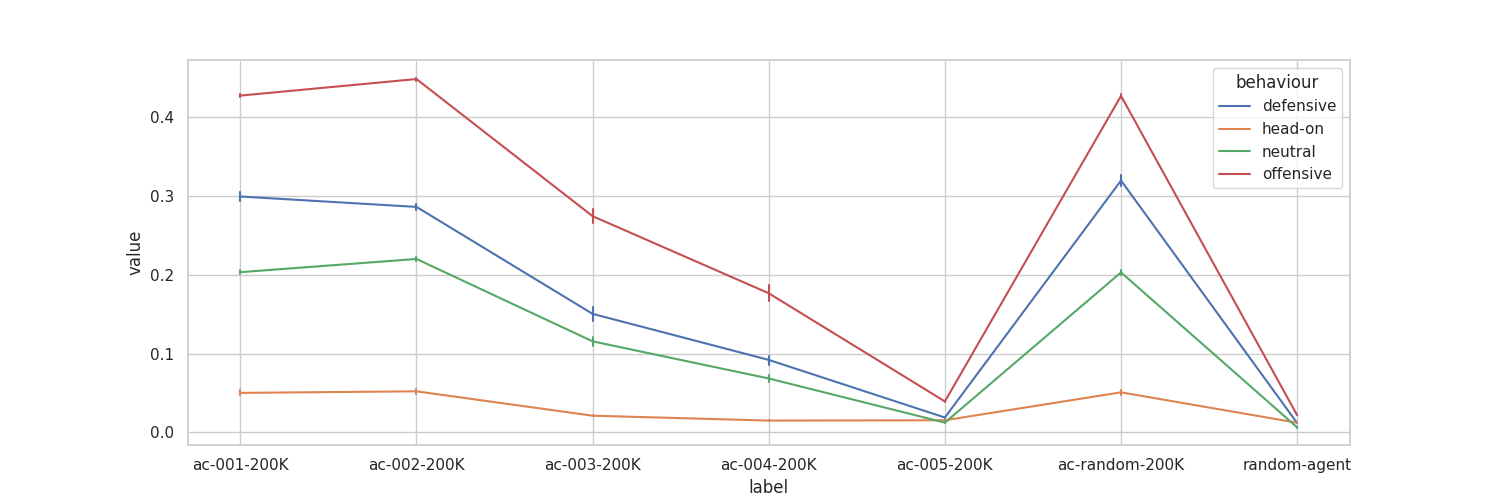 behaviour
defensive
head-on
neutral
offensive
value
0.4
0.3
0.2
0.1
0.0
ac-001-200K ac-002-200K ac-003-200K ac-004-200K ac-005-200K ac-random-200K random-agent
label